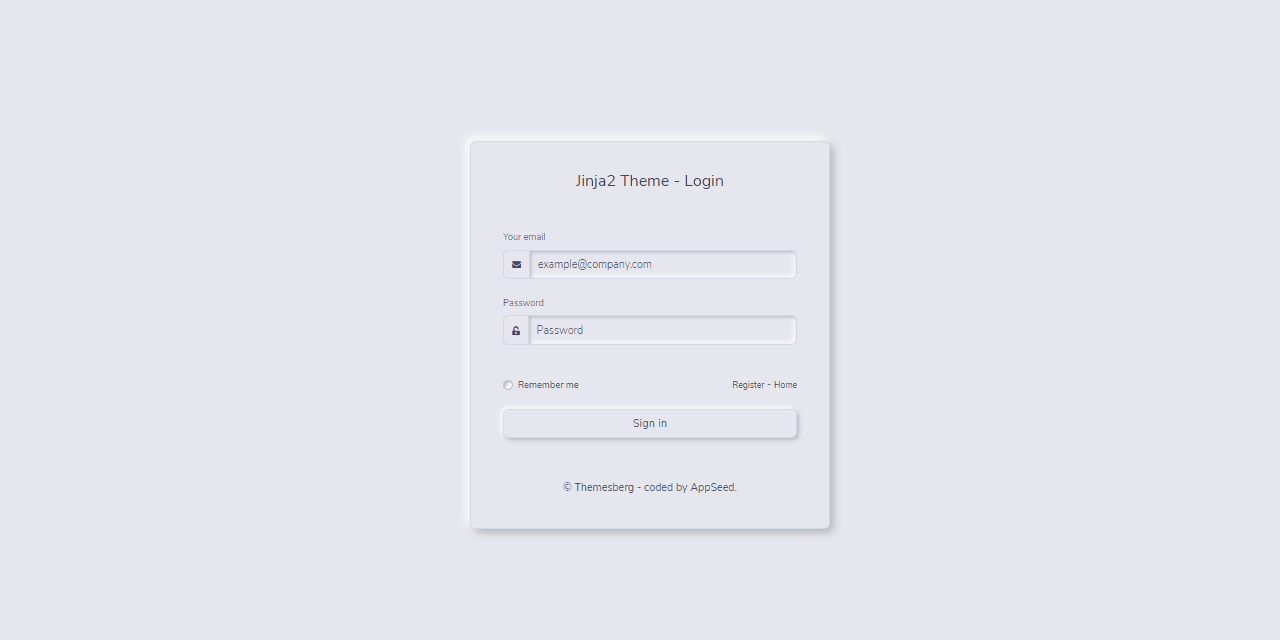 Jinja2 Theme - Login
Your email
example@company.com
Password
Password
Remember me
Register - Home
Sign in
© Themesberg - coded by AppSeed.